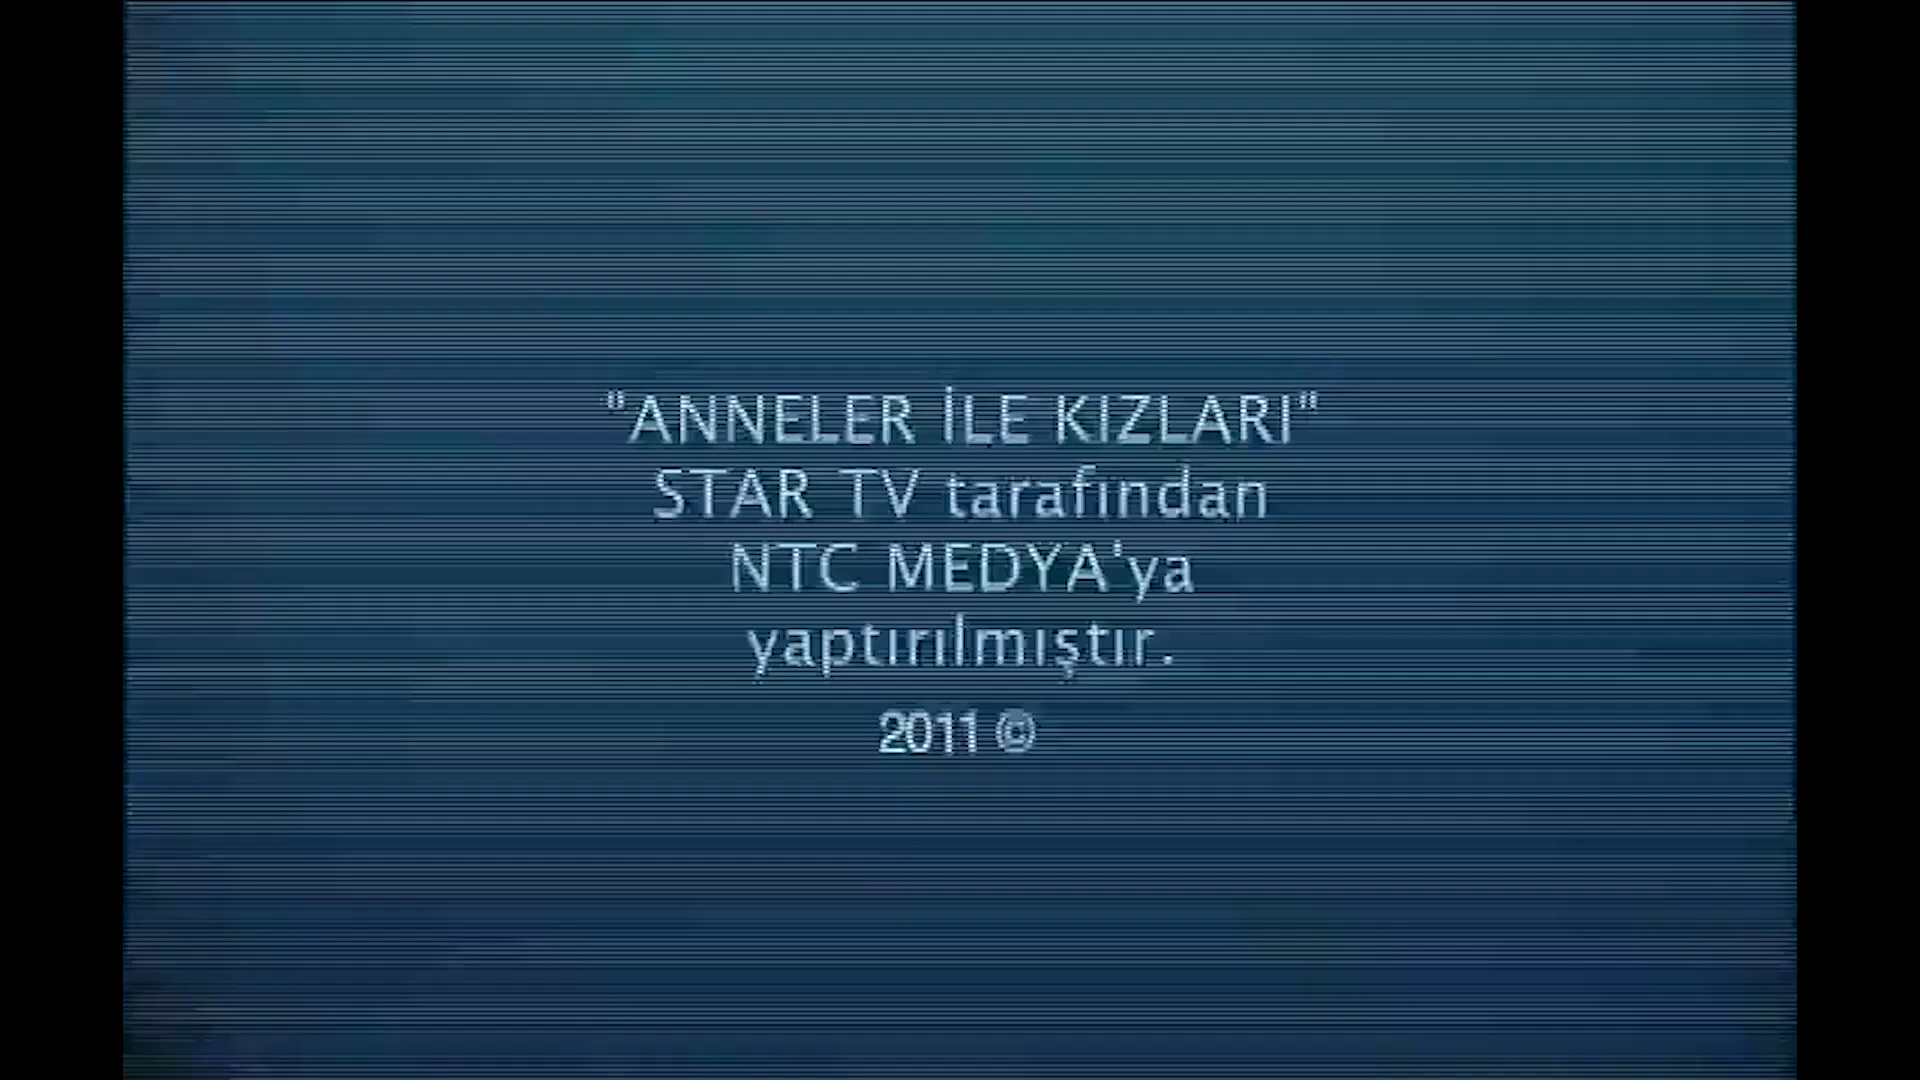 "ANNELER İLE KIZLARI"
STAR TV tarafından
NTC MEDYA'ya
yaptırılmıştır.
2011 ©